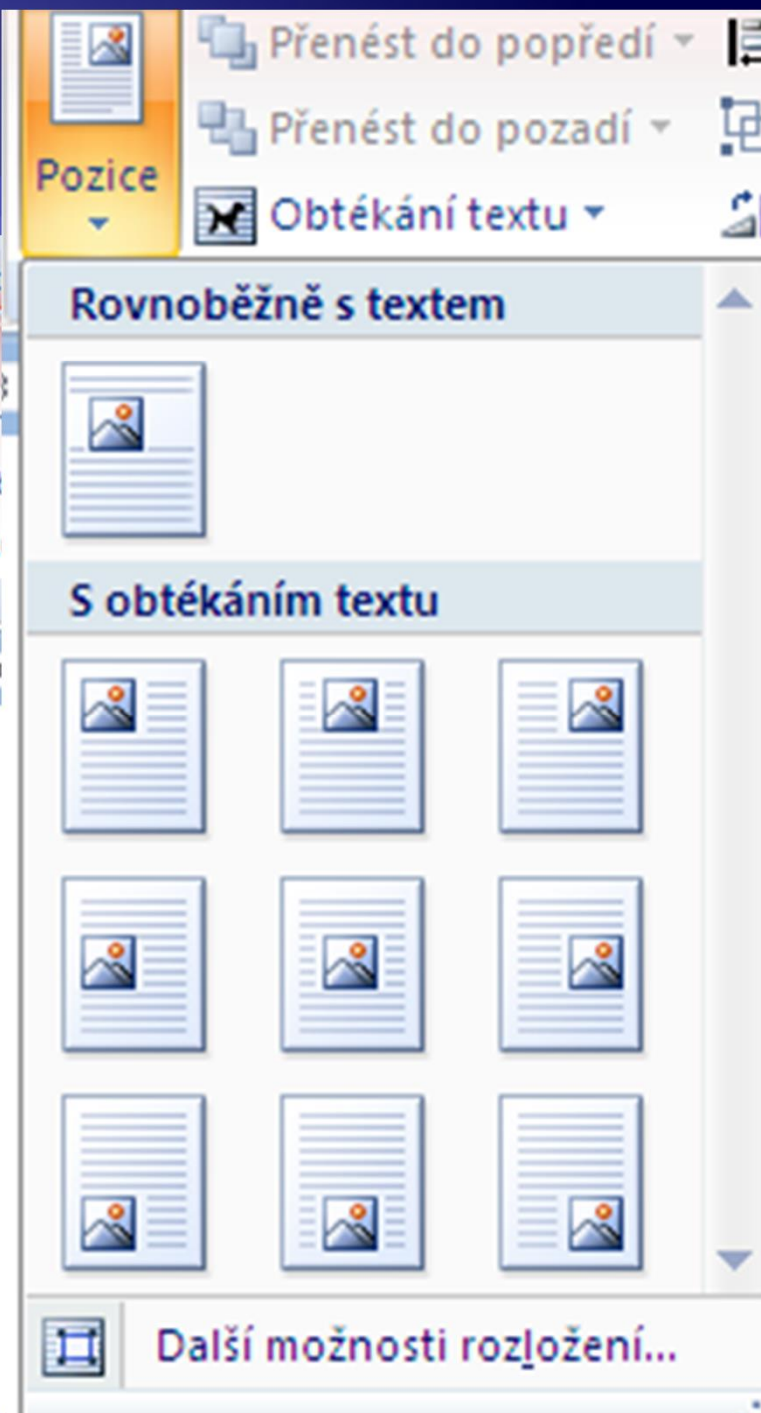 Přenést do popředí
Přenést do pozadí
Pozice
Obtékání textu
Rovnoběžně s textem
S obtékáním textu
Další možnosti rozložení...